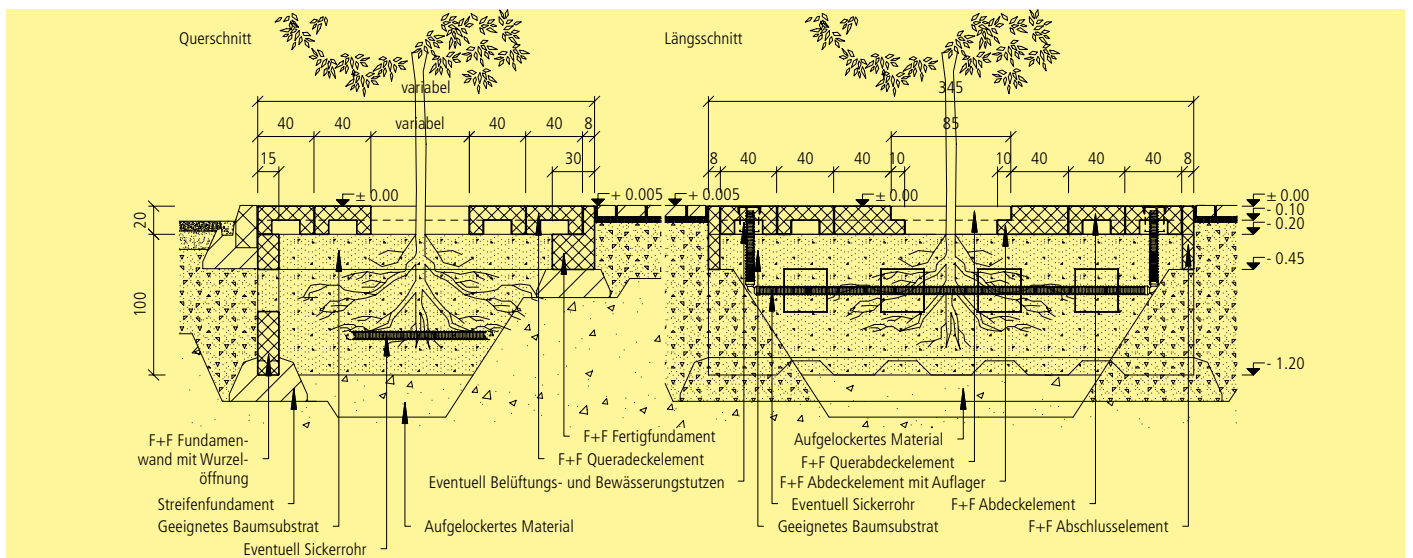 Querschnitt
Längsschnitt
variabel
345
40 40 variabel 40 40 8
85
15 30
8 40 40 40 10 10 40 40 40 8
± 0.00
+ 0.005
+ 0.005
± 0.00
± 0.00
- 0.10
- 0.20
- 0.45
- 1.20
20
100
F+F Fundamen-
wand mit Wurzel-
öffnung
Streifenfundament
Geeignetes Baumsubstrat
Eventuell Sickerrohr
F+F Fertigfundament
F+F Queradeckelement
Eventuell Belüftungs- und Bewässerungstutzen
Aufgelockertes Material
Aufgelockertes Material
F+F Querabdeckelement
F+F Abdeckelement mit Auflager
Eventuell Sickerrohr
Geeignetes Baumsubstrat
F+F Abdeckelement
F+F Abschlusselement